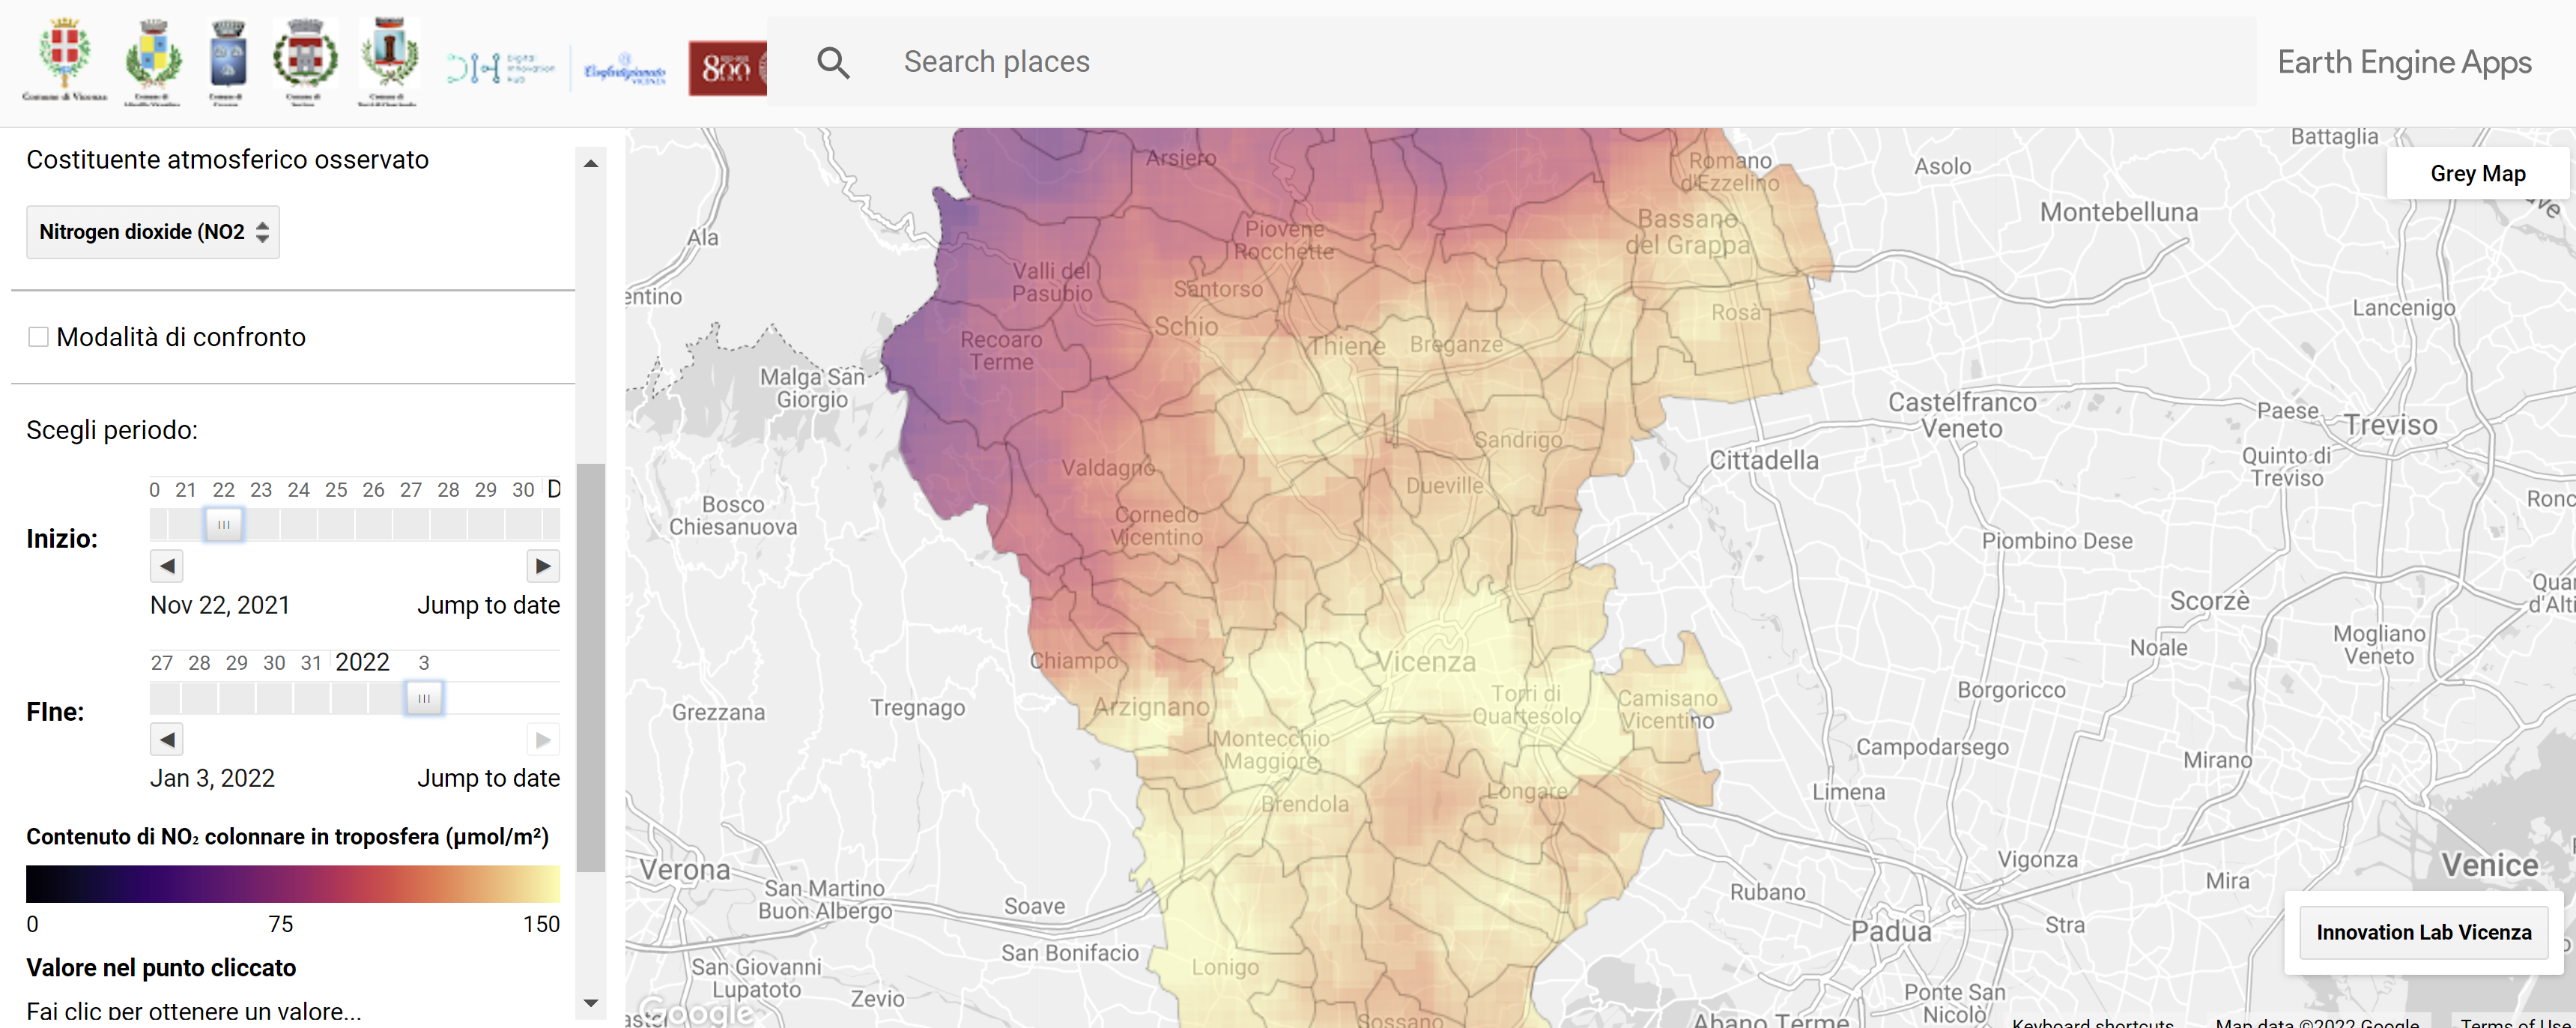 Comune di Vicenza
800
Search places
Earth Engine Apps
Costituente atmosferico osservato
Nitrogen dioxide (NO2
Modalità di confronto
Scegli periodo:
0 21 22 23 24 25 26 27 28 29 30 D
Inizio:
Nov 22, 2021 Jump to date
27 28 29 30 31 2022 3
FIne:
Jan 3, 2022 Jump to date
Contenuto di NO₂ colonnare in troposfera (μmol/m²)
0 75 150
Valore nel punto cliccato
Fai clic per ottenere un valore...
Grey Map
Battaglia
Arsiero
Romano
d'Ezzelino
Asolo
Montebelluna
Bassano
del Grappa
Ala
Piovene
Rocchette
Valli del
Pasubio
Santorso
entino
Lancenigo
Rosà
Schio
Recoaro
Terme
Thiene
Breganze
Malga San
Giorgio
Castelfranco
Veneto
Paese
Treviso
Sandrigo
Cittadella
Quinto di
Treviso
Valdagno
Dueville
Ronc
Bosco
Chiesanuova
Cornedo
Vicentino
Piombino Dese
Quar
d'Alti
Scorzè
Mogliano
Veneto
Noale
Chiampo
Vicenza
Borgoricco
Torri di
Quartesolo
Camisano
Vicentino
Grezzana
Tregnago
Arzignano
Montecchio
Maggiore
Campodarsego
Mirano
Longare
Brendola
Limena
Verona
Vigonza
Venice
San Martino
Buon Albergo
Soave
Rubano
Mira
San Bonifacio
Padua
Stra
Innovation Lab Vicenza
San Giovanni
Lupatoto
Lonigo
Zevio
Ponte San
Nicolò
Google
Sossano
Abano Terme
Keyboard shortcuts Map data ©2022 Google Terms of Use